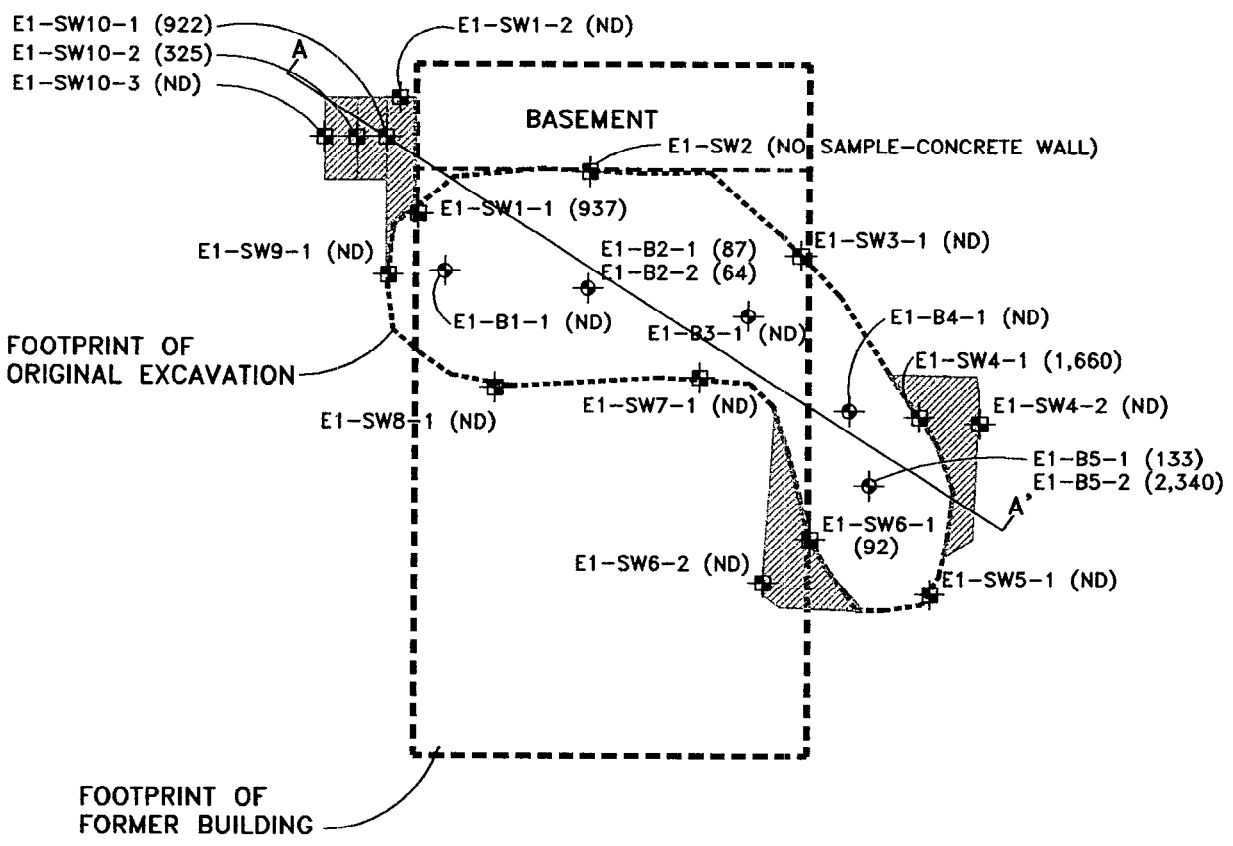 E1-SW10-1 (922)
E1-SW10-2 (325)
E1-SW10-3 (ND)
A
E1-SW1-2 (ND)
BASEMENT
E1-SW2 (NO SAMPLE-CONCRETE WALL)
E1-SW1-1 (937)
E1-SW9-1 (ND)
E1-B2-1 (87)
E1-B2-2 (64)
E1-SW3-1 (ND)
E1-B1-1 (ND)
E1-B3-1 (ND)
E1-B4-1 (ND)
FOOTPRINT OF
ORIGINAL EXCAVATION
E1-SW4-1 (1,660)
E1-SW8-1 (ND)
E1-SW7-1 (ND)
E1-SW4-2 (ND)
E1-B5-1 (133)
E1-B5-2 (2,340)
A'
E1-SW6-1
(92)
E1-SW6-2 (ND)
E1-SW5-1 (ND)
FOOTPRINT OF
FORMER BUILDING